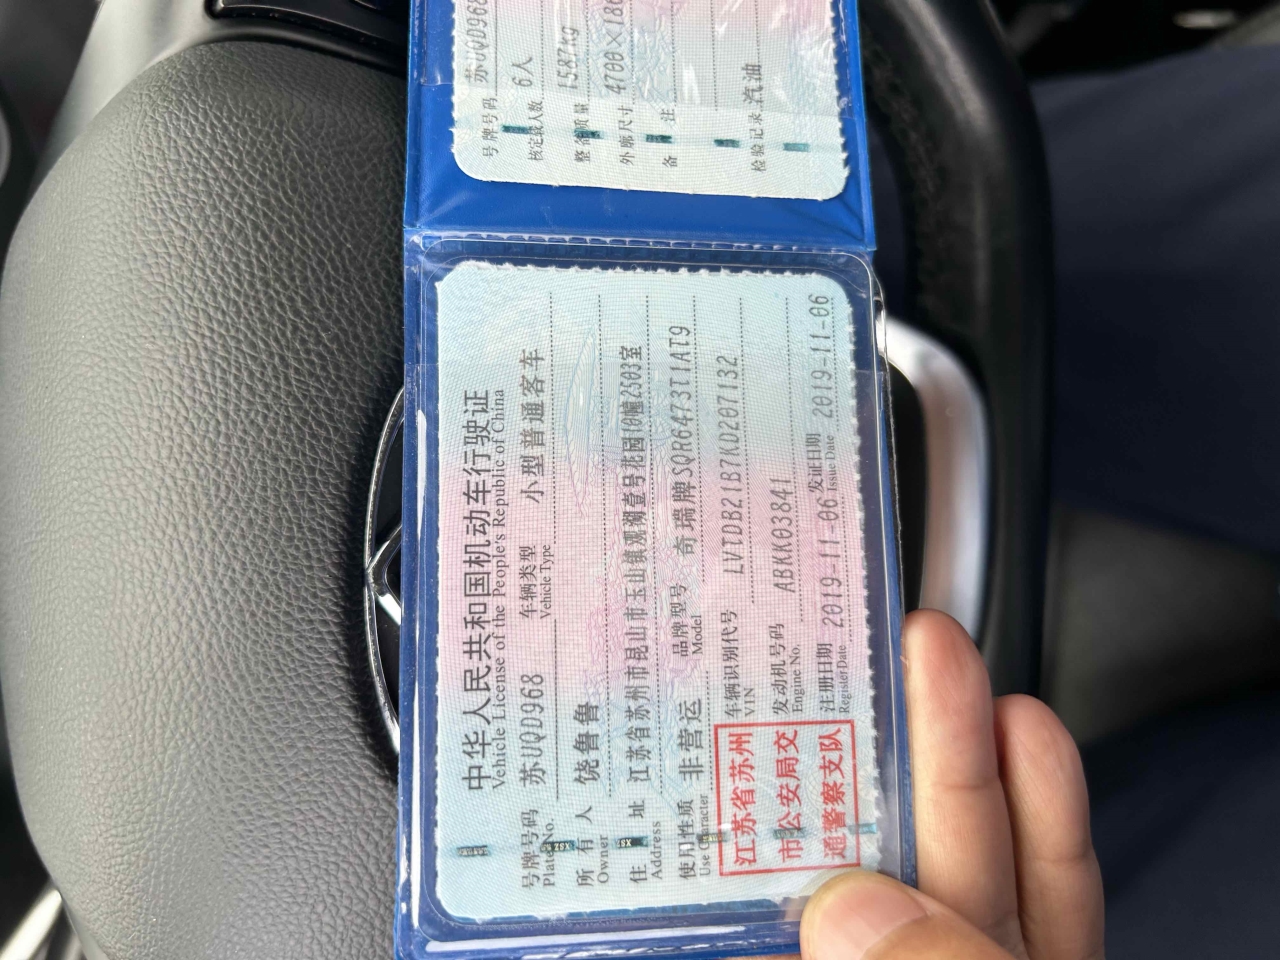 中华人民共和国机动车行驶证
Vehicle License of the People's Republic of China
号牌号码 苏UQD968 车辆类型 小型普通客车
Plate No. Vehicle Type
所有人 饶鲁鲁
Owner
住址 江苏省苏州市昆山市玉山镇观湖壹号花园10幢2503室
Address
使用性质 非营运 品牌型号 奇瑞牌SQR6473T1AT9
Use Character Model
江苏省苏州
市公安局交
通警察支队
车辆识别代号 LVTDB21B7KD207132
VIN
发动机号码 ABKK03841
Engine No.
注册日期 2019-11-06 发证日期 2019-11-06
Register Date Issue Date
号牌号码 苏UQD968
核定载人数 6人
整备质量 1587kg
外廓尺寸 4700×186
备注
检验记录 汽油